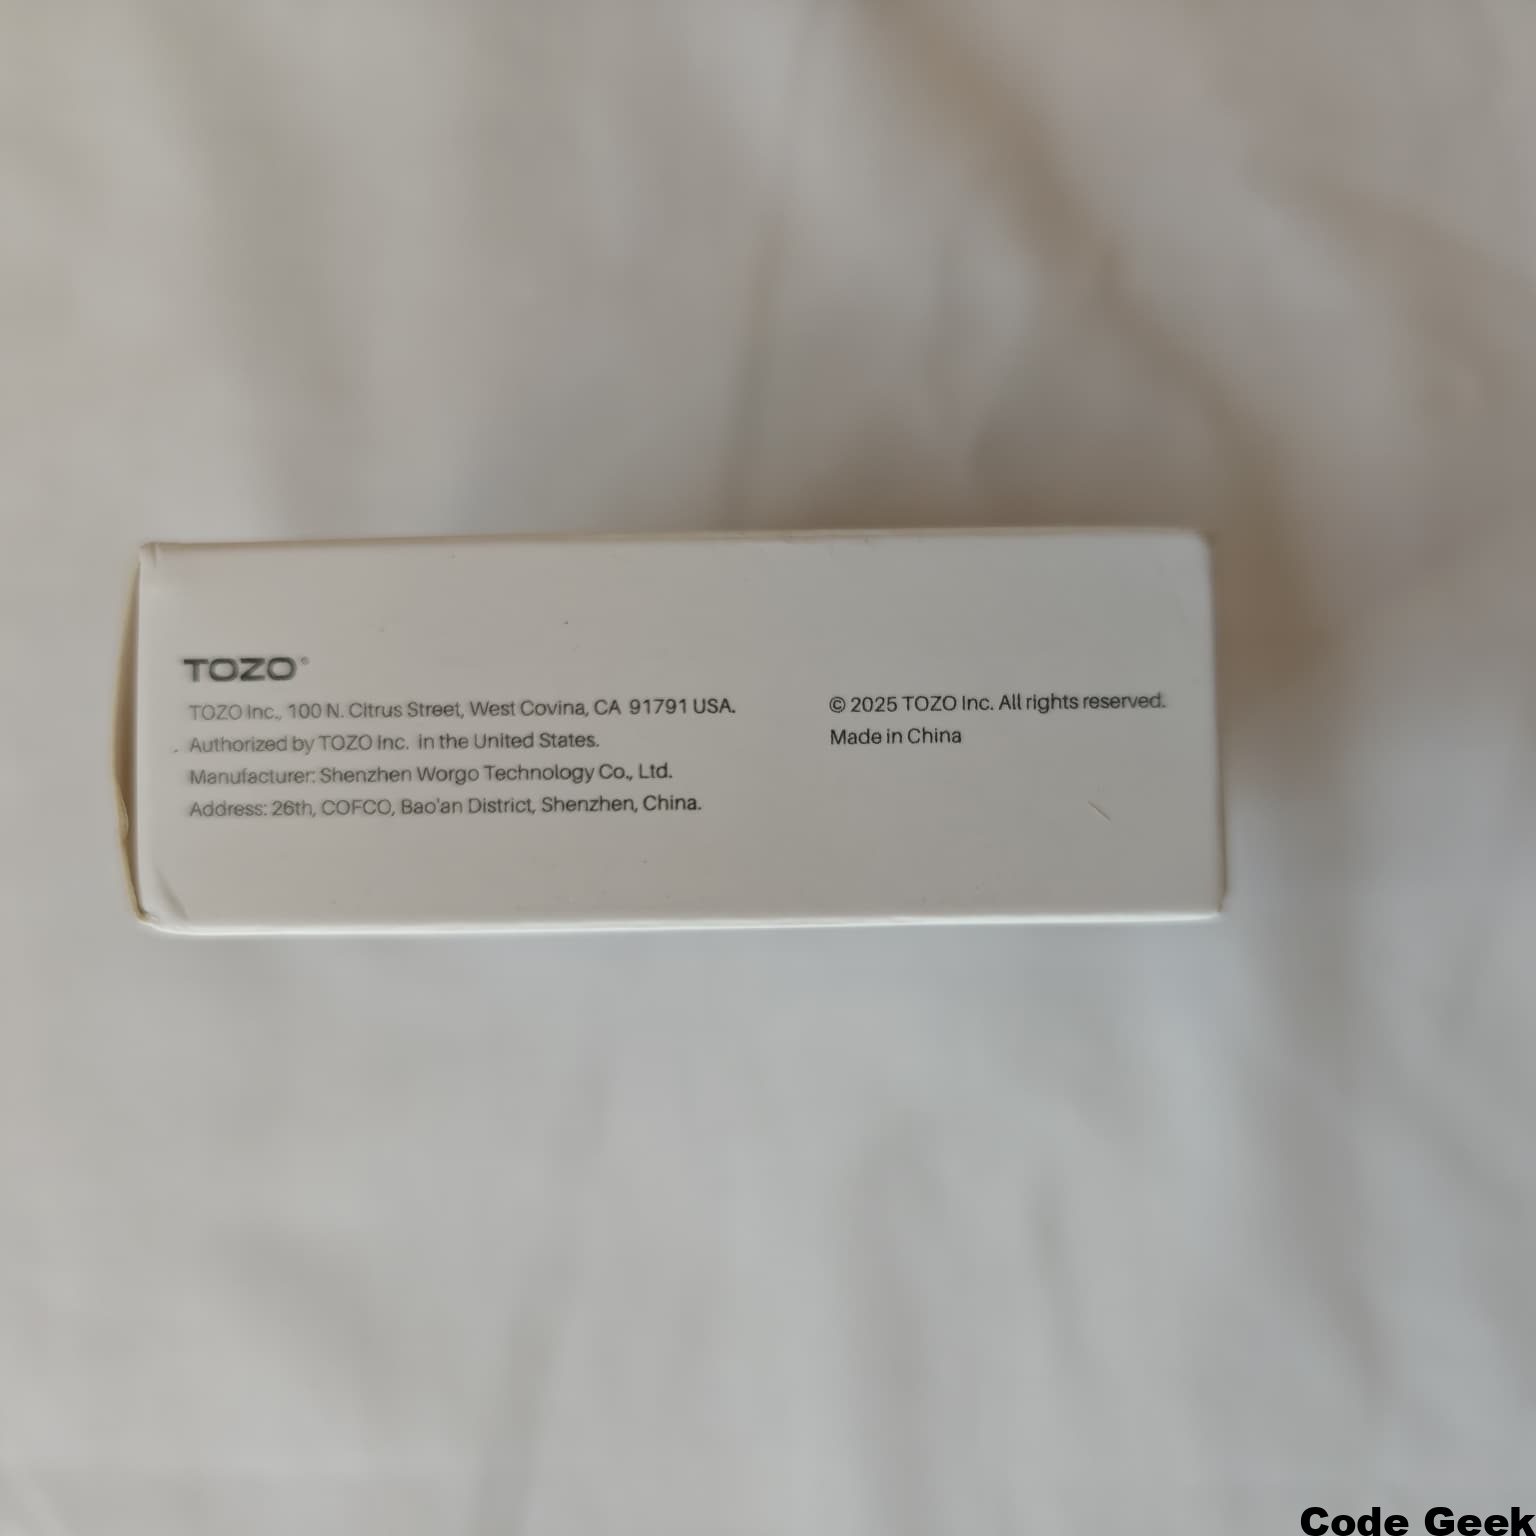 TOZO®
TOZO Inc., 100 N. Citrus Street, West Covina, CA 91791 USA.
Authorized by TOZO Inc. in the United States.
Manufacturer: Shenzhen Worgo Technology Co., Ltd.
Address: 26th, COFCO, Bao'an District, Shenzhen, China.
© 2025 TOZO Inc. All rights reserved.
Made in China
Code Geek